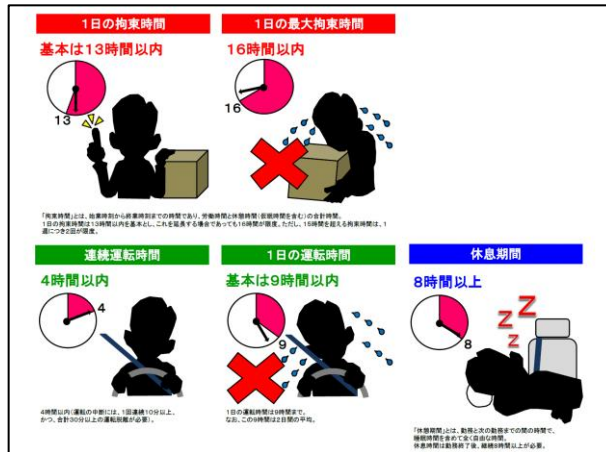 1日の拘束時間
基本は13時間以内
13
1日の最大拘束時間
16時間以内
16
「拘束時間」とは、始業時刻から終業時刻までの時間であり、労働時間と休憩時間(仮眠時間を含む)の合計時間。
1日の拘束時間は13時間以内を基本とし、これを延長する場合であっても16時間が限度。ただし、15時間を超える拘束時間は、1
週につき2回が限度。
連続運転時間
4時間以内
4
4時間以内(運転の中断には、1回連続10分以上、
かつ、合計30分以上の運転離脱が必要)。
1日の運転時間
基本は9時間以内
9
1日の運転時間は9時間まで。
なお、この9時間は2日間の平均。
休息期間
8時間以上
8
Z
Z
Z
「休息期間」とは、勤務と次の勤務までの間の時間で、
睡眠時間を含めて全く自由な時間。
休息時間は勤務終了後、継続8時間以上が必要。